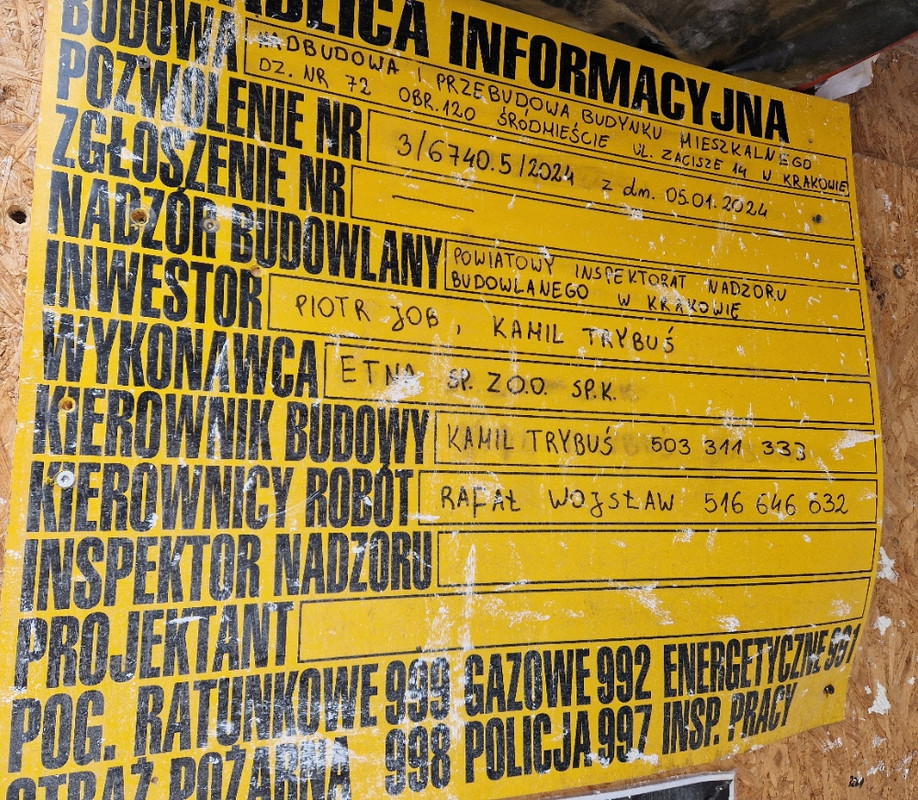 TABLICA INFORMACYJNA
BUDOWA NADBUDOWA I PRZEBUDOWA BUDYNKU MIESZKALNEGO
DZ. NR 72 OBR.120 ŚRÓDMIEŚCIE UL. ZACISZE 14 W KRAKOWIE
POZWOLENIE NR 3/6740.5/2024 z dn. 05.01.2024
ZGŁOSZENIE NR —
NADZÓR BUDOWLANY POWIATOWY INSPEKTORAT NADZORU
BUDOWLANEGO W KRAKOWIE
INWESTOR PIOTR JOB, KAMIL TRYBUŚ
WYKONAWCA ETNA SP. Z O.O SP.K.
KIEROWNIK BUDOWY KAMIL TRYBUŚ 503 311 333
KIEROWNICY ROBÓT RAFAŁ WOJSŁAW 516 646 632
INSPEKTOR NADZORU
PROJEKTANT
POG. RATUNKOWE 999 GAZOWE 992 ENERGETYCZNE 991
STRAŻ POŻARNA 998 POLICJA 997 INSP. PRACY